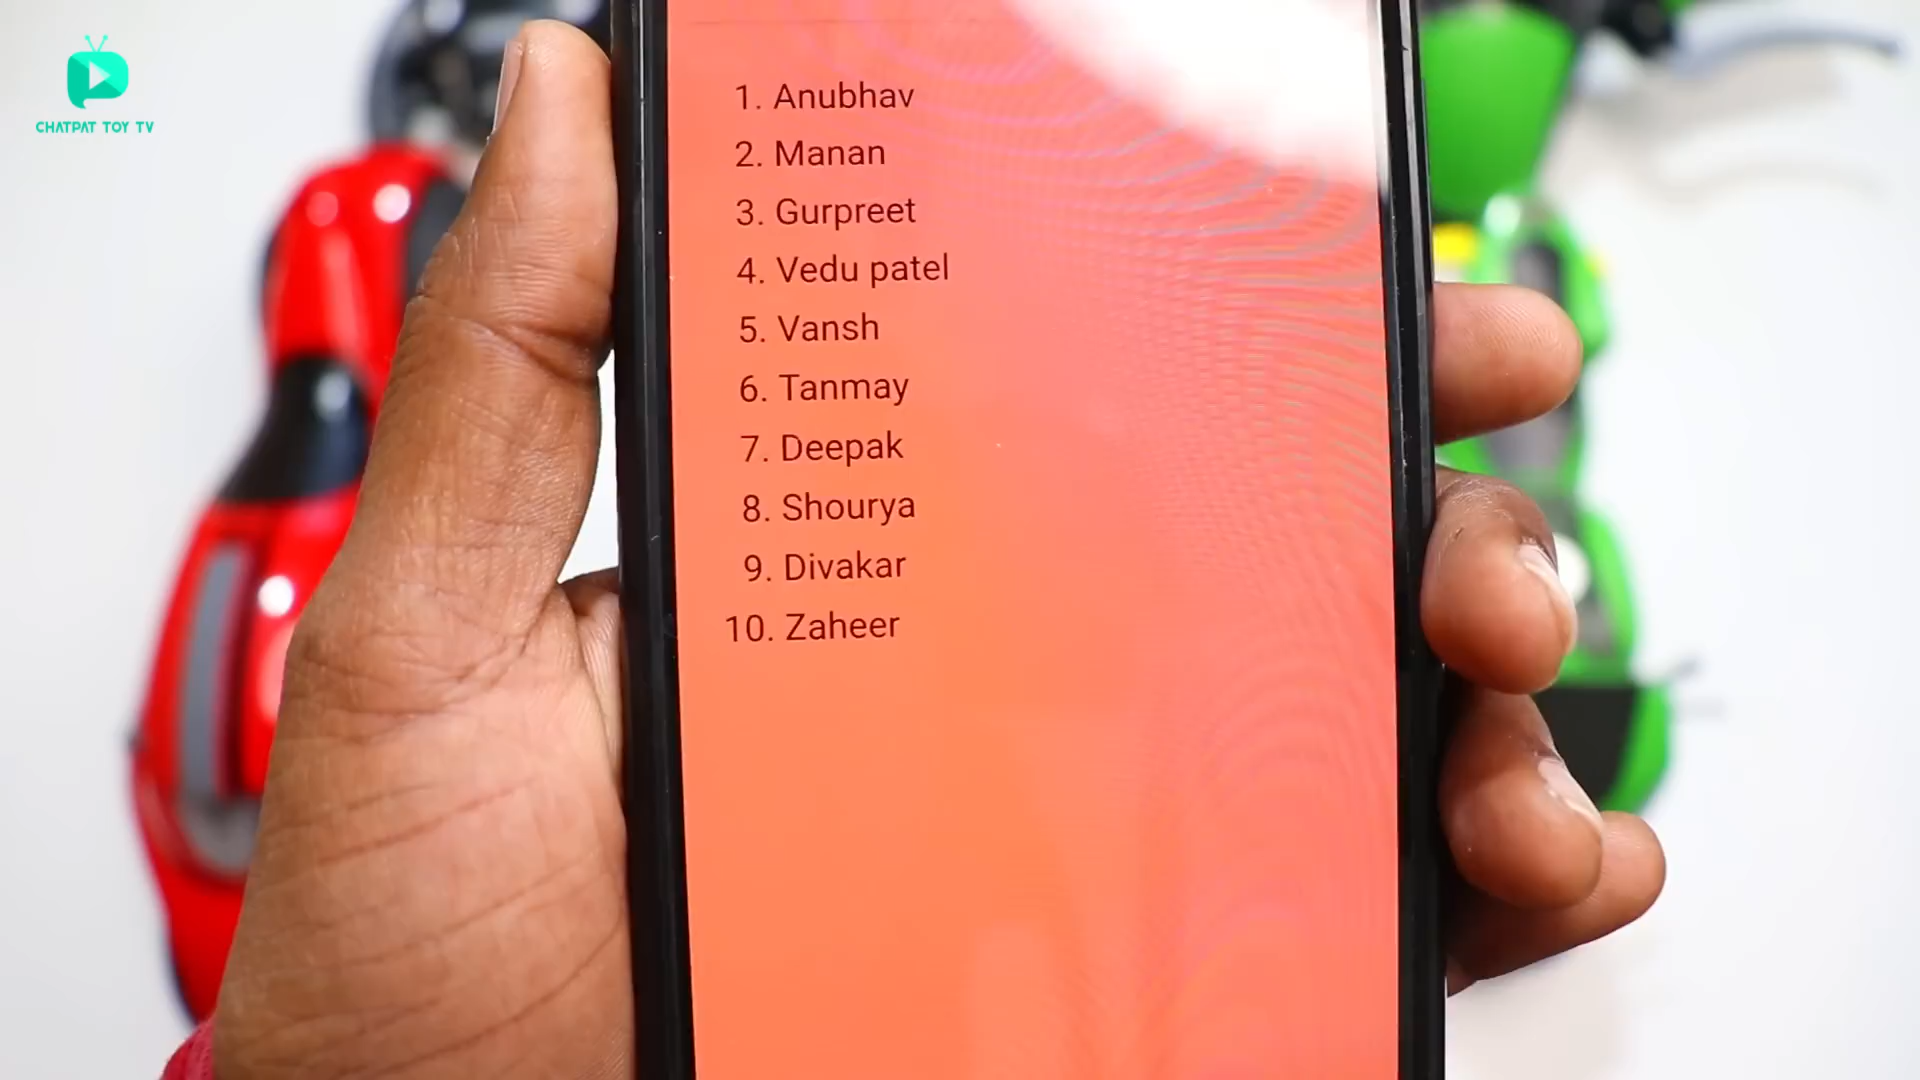 CHATPAT TOY TV
1. Anubhav
2. Manan
3. Gurpreet
4. Vedu patel
5. Vansh
6. Tanmay
7. Deepak
8. Shourya
9. Divakar
10. Zaheer